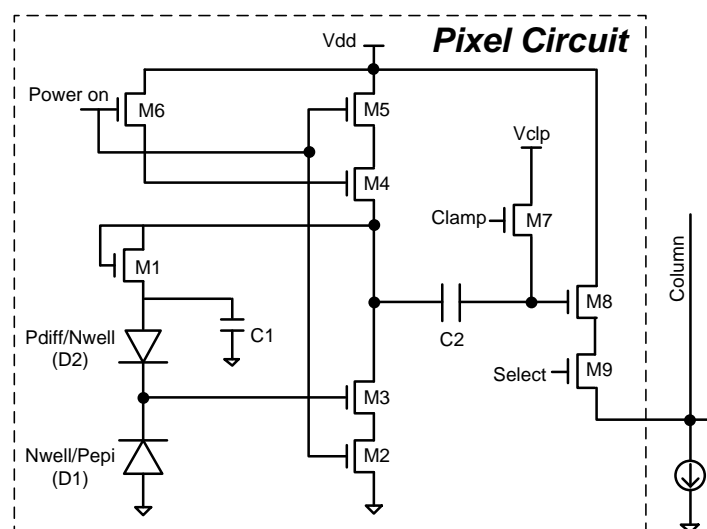 Pixel Circuit
Vdd
Power on
M6
M5
M4
Vclp
Clamp
M7
M1
Column
M8
Pdiff/Nwell
(D2)
C1
C2
M9
Select
M3
Nwell/Pepi
(D1)
M2